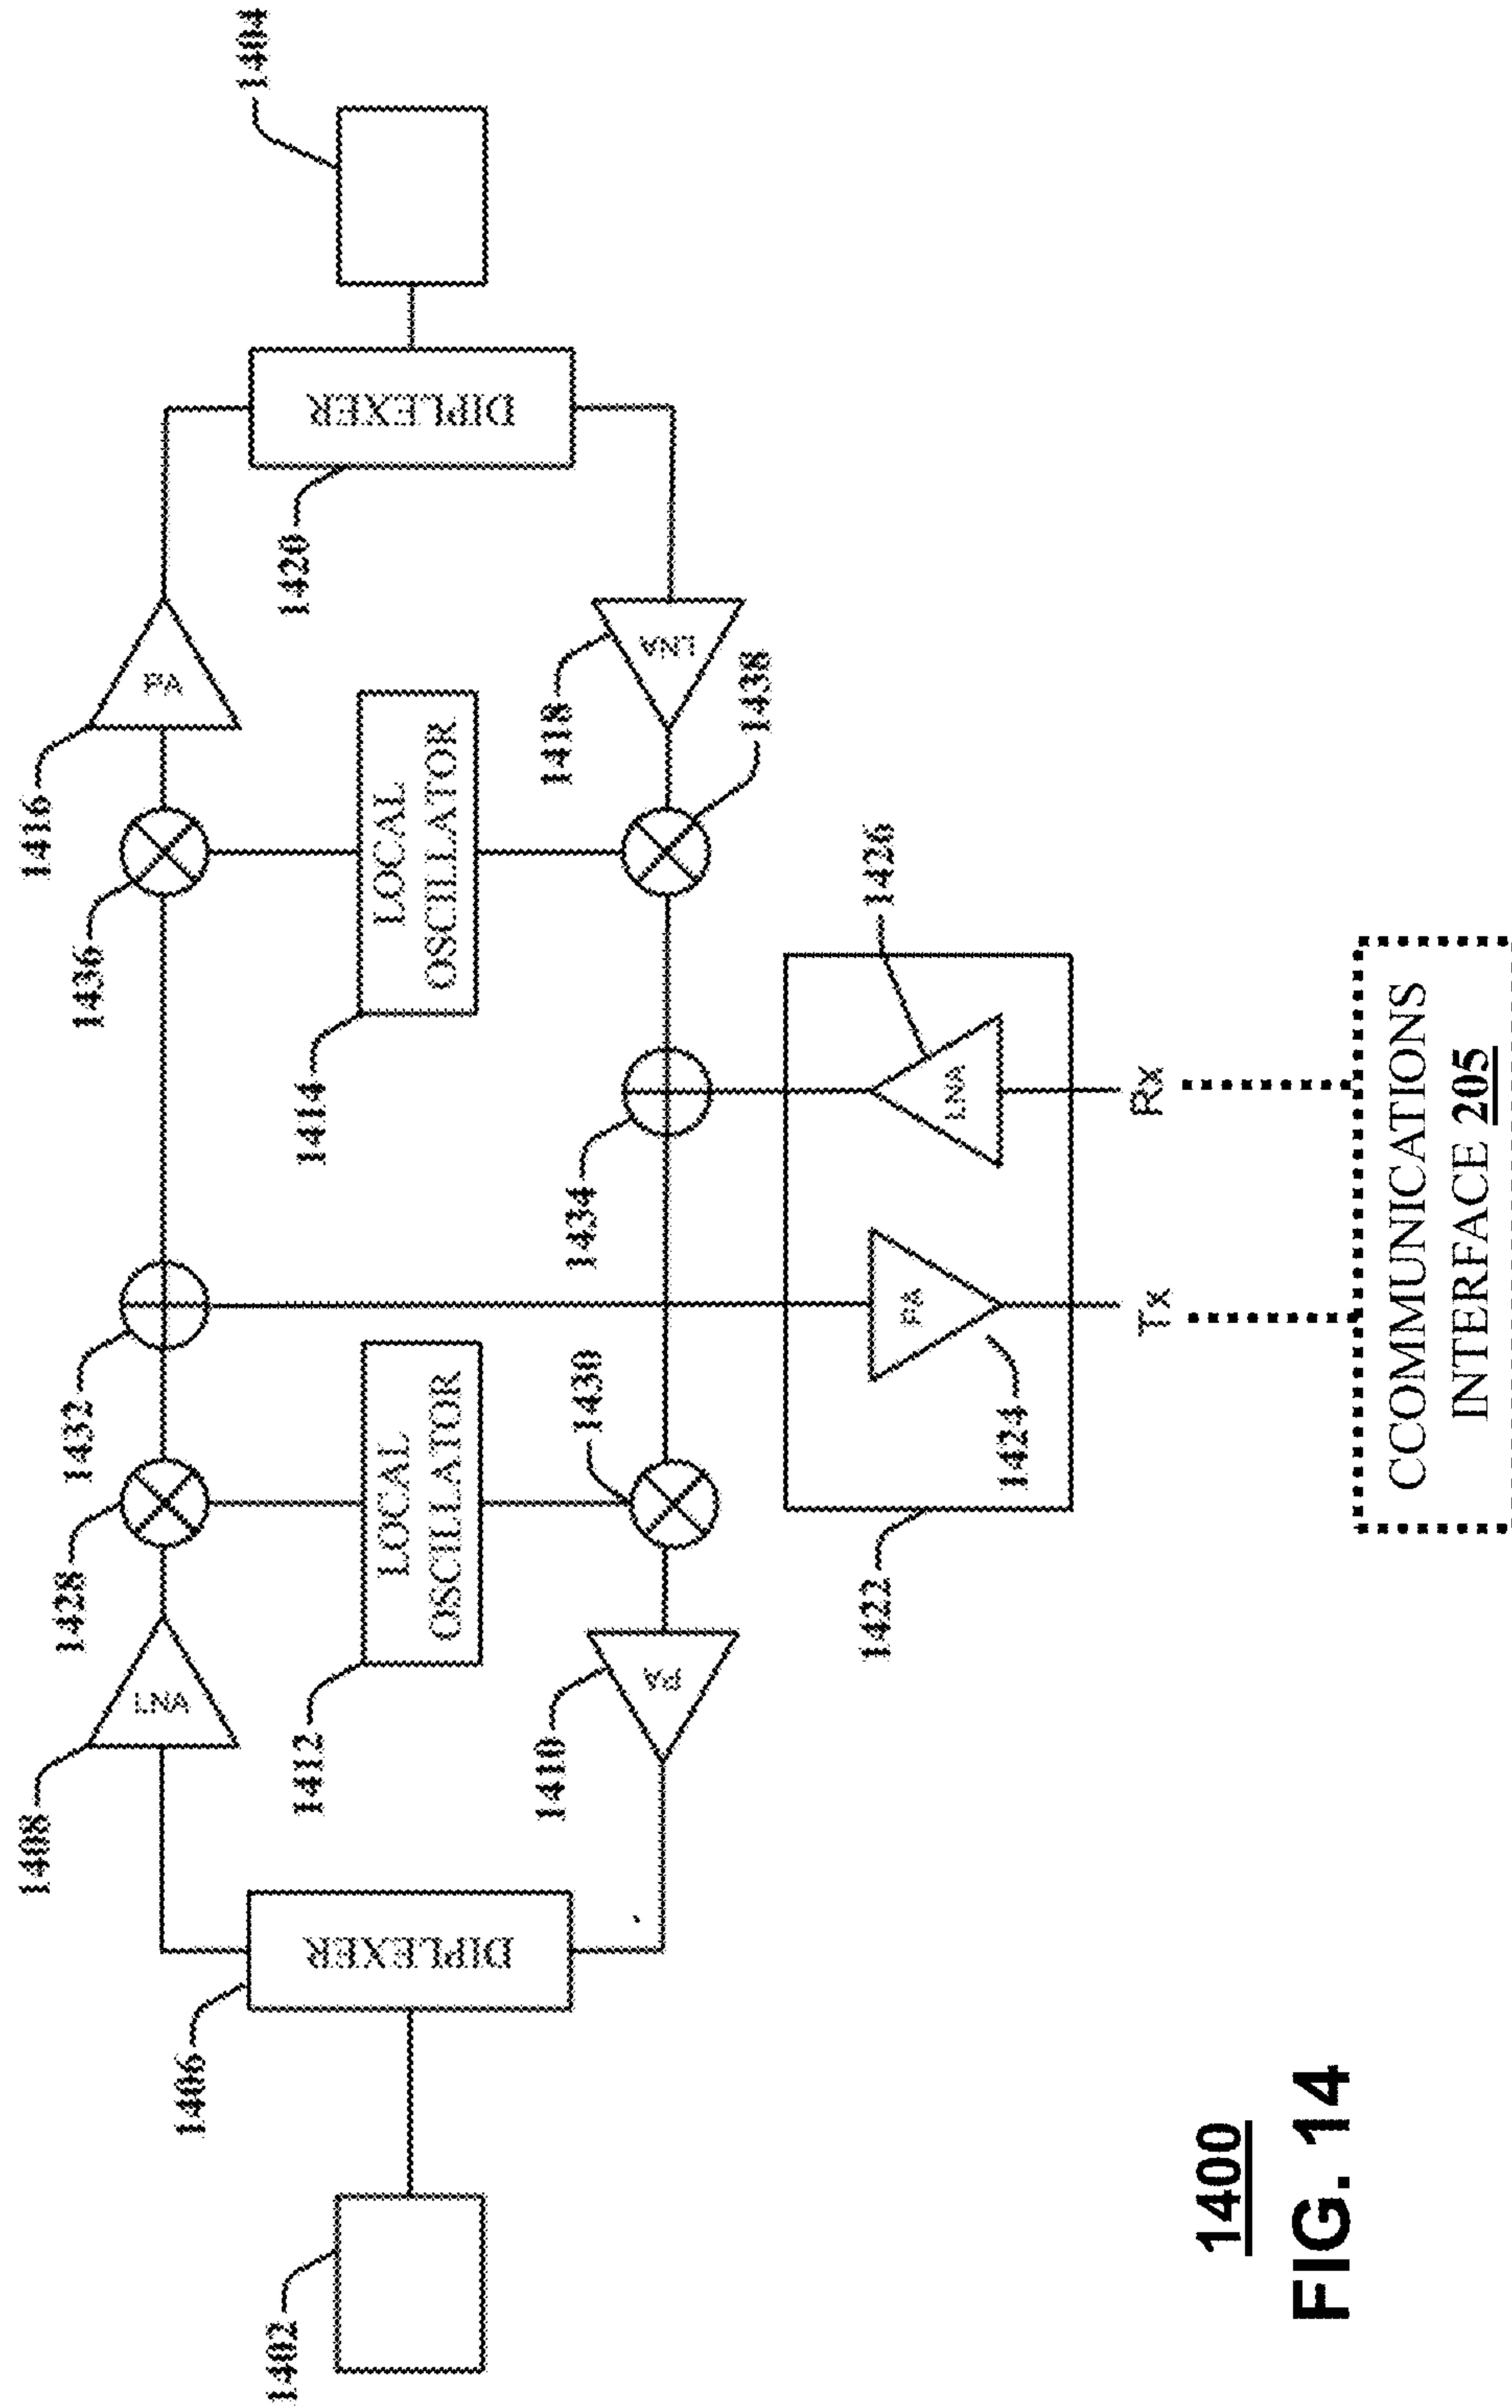 1404
DIPLEXER
1420
PA
1416
LNA
1418
1438
1436
LOCAL
OSCILLATOR
1414
1434
LNA
1426
Rx
1432
PA
1424
Tx
1422
CCOMMUNICATIONS
INTERFACE 205
1428
LOCAL
OSCILLATOR
1412
1430
LNA
1408
PA
1410
DIPLEXER
1406
1402
1400
FIG. 14